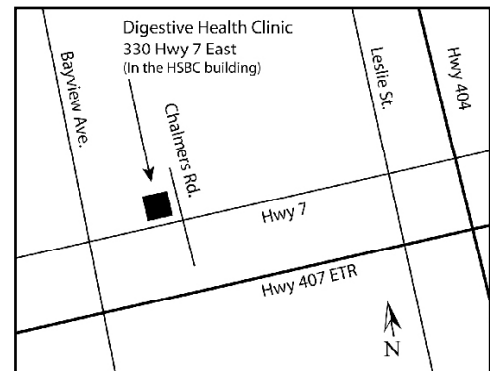 Digestive Health Clinic
330 Hwy 7 East
(In the HSBC building)
Bayview Ave.
Chalmers Rd.
Leslie St.
Hwy 404
Hwy 7
Hwy 407 ETR
N